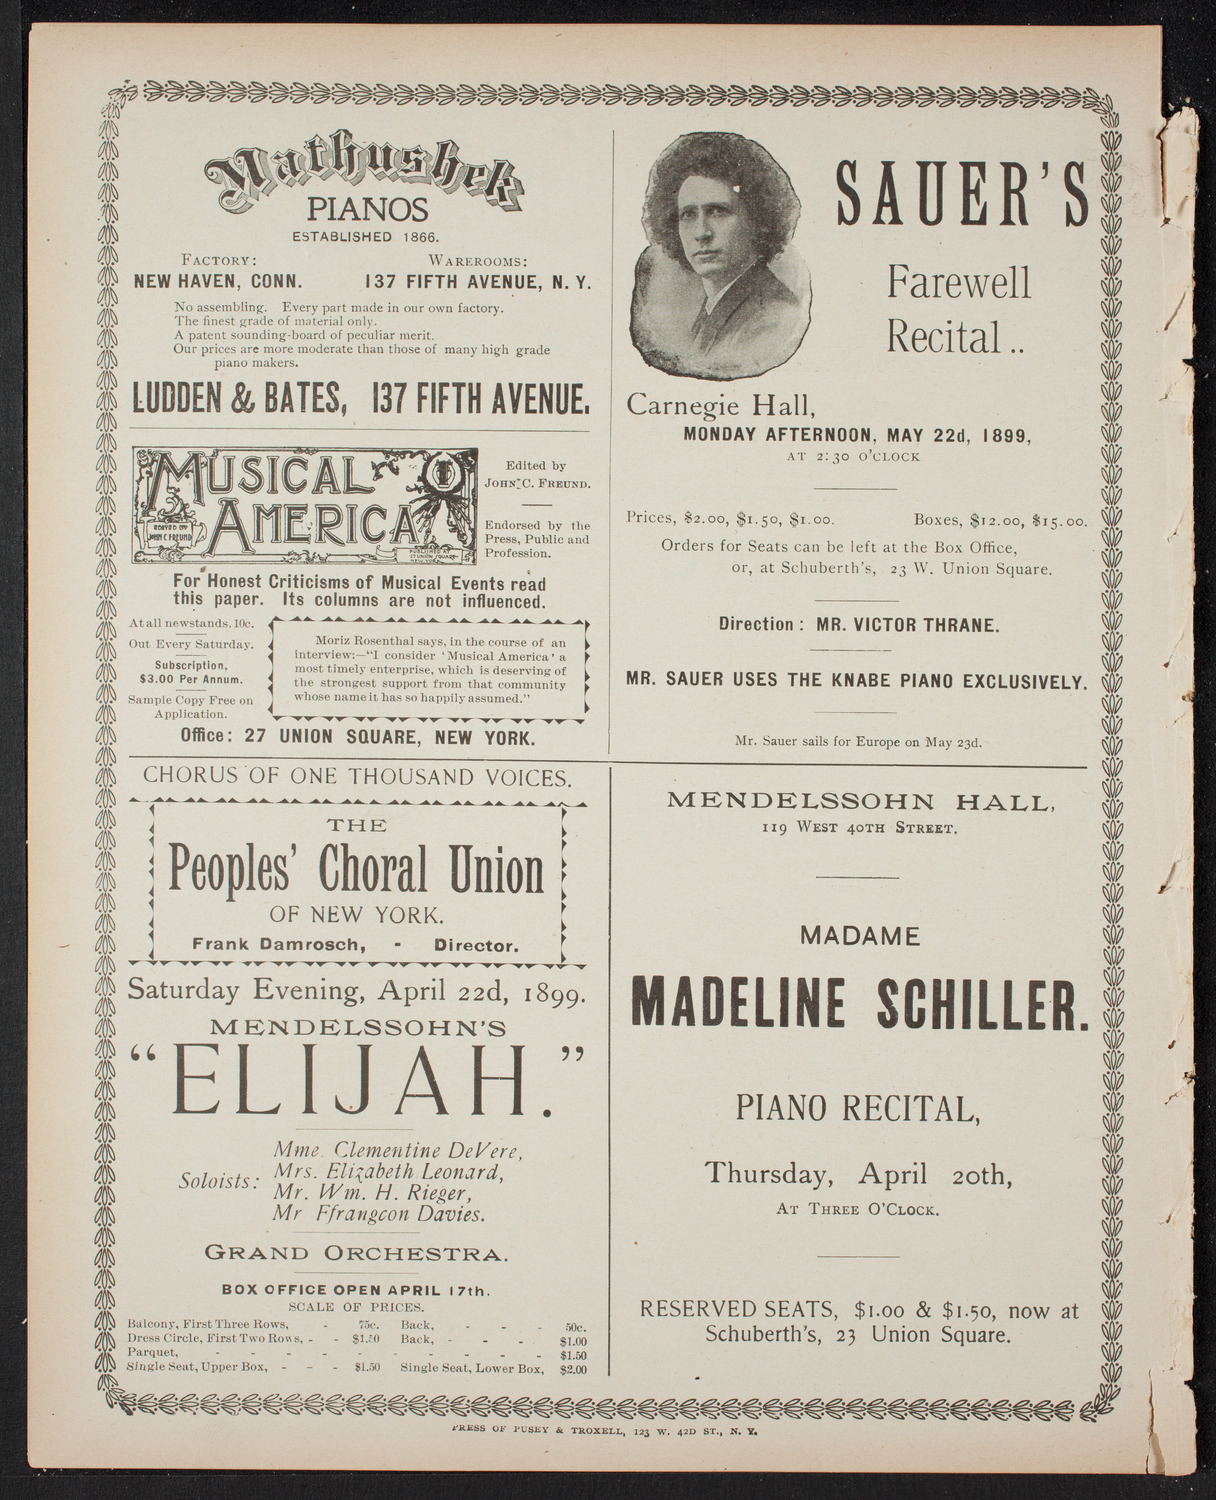 Mathushek
PIANOS
ESTABLISHED 1866.
FACTORY:
NEW HAVEN, CONN.
WAREROOMS:
137 FIFTH AVENUE, N. Y.
No assembling. Every part made in our own factory.
The finest grade of material only.
A patent sounding-board of peculiar merit.
Our prices are more moderate than those of many high grade
piano makers.
LUDDEN & BATES, 137 FIFTH AVENUE.
MUSICAL
AMERICA
EDITED BY
JOHN C FREUND
PUBLISHED AT
27 UNION SQUARE
NEW YORK
Edited by
JOHN C. FREUND.
Endorsed by the
Press, Public and
Profession.
For Honest Criticisms of Musical Events read
this paper. Its columns are not influenced.
At all newstands, 10c.
Out Every Saturday.
Subscription,
$3.00 Per Annum.
Sample Copy Free on
Application.
Moriz Rosenthal says, in the course of an
interview:—"I consider 'Musical America' a
most timely enterprise, which is deserving of
the strongest support from that community
whose name it has so happily assumed."
Office: 27 UNION SQUARE, NEW YORK.
SAUER'S
Farewell
Recital ..
Carnegie Hall,
MONDAY AFTERNOON, MAY 22d, 1899,
AT 2:30 O'CLOCK
Prices, $2.00, $1.50, $1.00. Boxes, $12.00, $15.00.
Orders for Seats can be left at the Box Office,
or, at Schuberth's, 23 W. Union Square.
Direction: MR. VICTOR THRANE.
MR. SAUER USES THE KNABE PIANO EXCLUSIVELY.
Mr. Sauer sails for Europe on May 23d.
CHORUS OF ONE THOUSAND VOICES.
THE
Peoples' Choral Union
OF NEW YORK.
Frank Damrosch, - Director.
Saturday Evening, April 22d, 1899.
MENDELSSOHN'S
"ELIJAH."
Soloists:
Mme. Clementine DeVere,
Mrs. Elizabeth Leonard,
Mr. Wm. H. Rieger,
Mr Ffrangcon Davies.
GRAND ORCHESTRA.
BOX OFFICE OPEN APRIL 17th.
SCALE OF PRICES.
Balcony, First Three Rows, - 75c. Back, - - - 50c.
Dress Circle, First Two Rows, - - $1.50 Back, - - - - $1.00
Parquet, - - - - - - - - - - $1.50
Single Seat, Upper Box, - - - $1.50 Single Seat, Lower Box, $2.00
MENDELSSOHN HALL,
119 WEST 40TH STREET.
MADAME
MADELINE SCHILLER.
PIANO RECITAL,
Thursday, April 20th,
AT THREE O'CLOCK.
RESERVED SEATS, $1.00 & $1.50, now at
Schuberth's, 23 Union Square.
PRESS OF PUSEY & TROXELL, 123 W. 42D ST., N. Y.